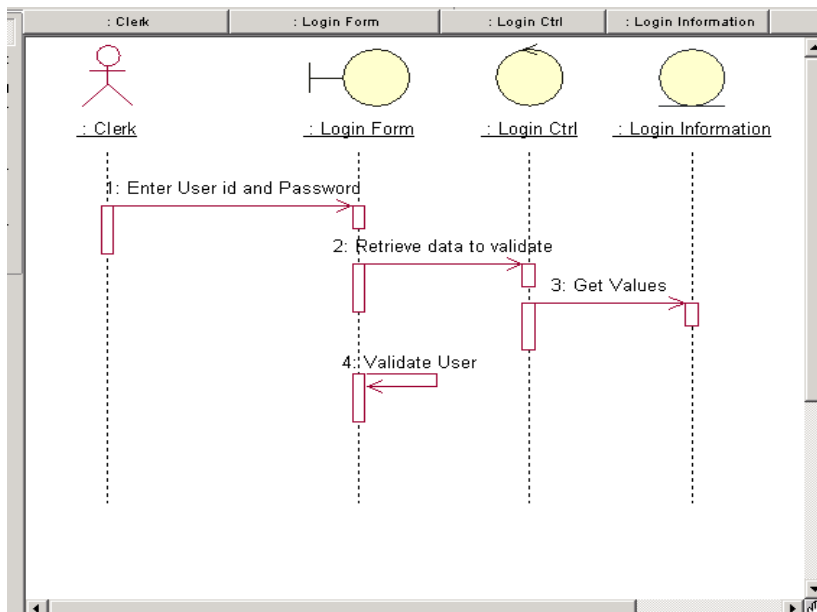 : Clerk : Login Form : Login Ctrl : Login Information
: Clerk : Login Form : Login Ctrl : Login Information
1: Enter User id and Password
2: Retrieve data to validate
3: Get Values
4: Validate User